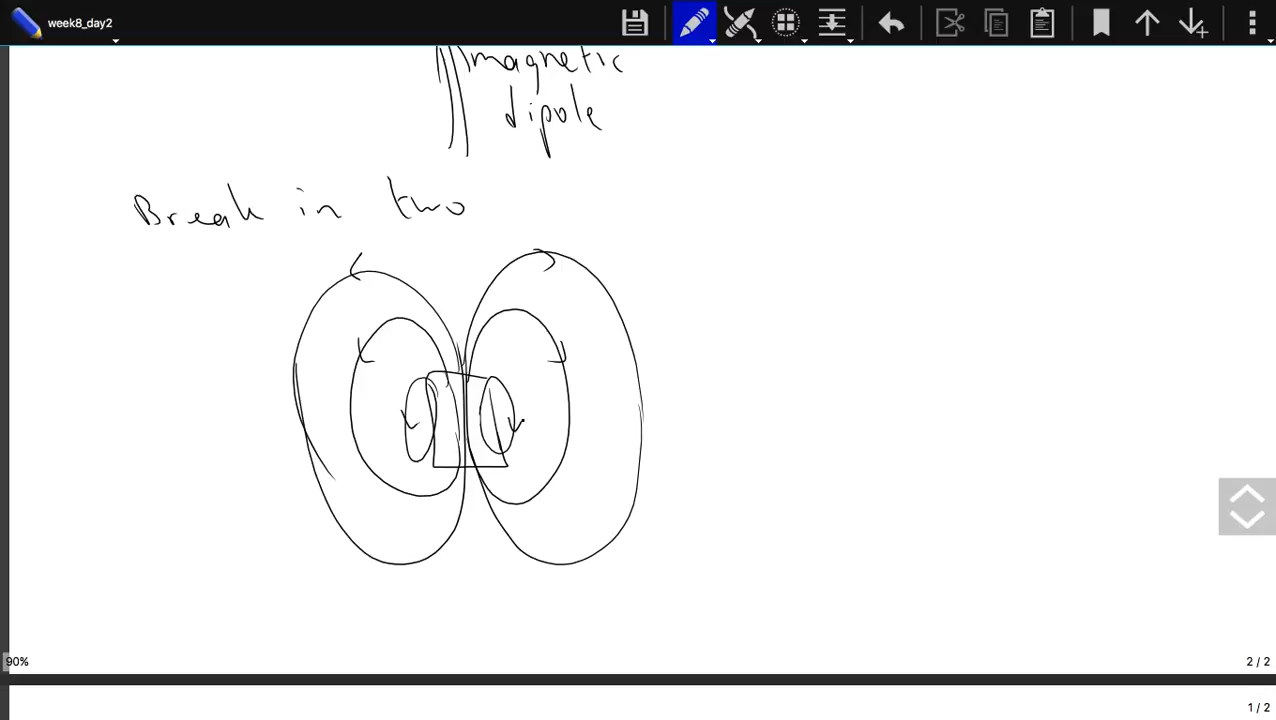 week8_day2
magnetic
dipole
Break in two
90%
2 / 2
1 / 2